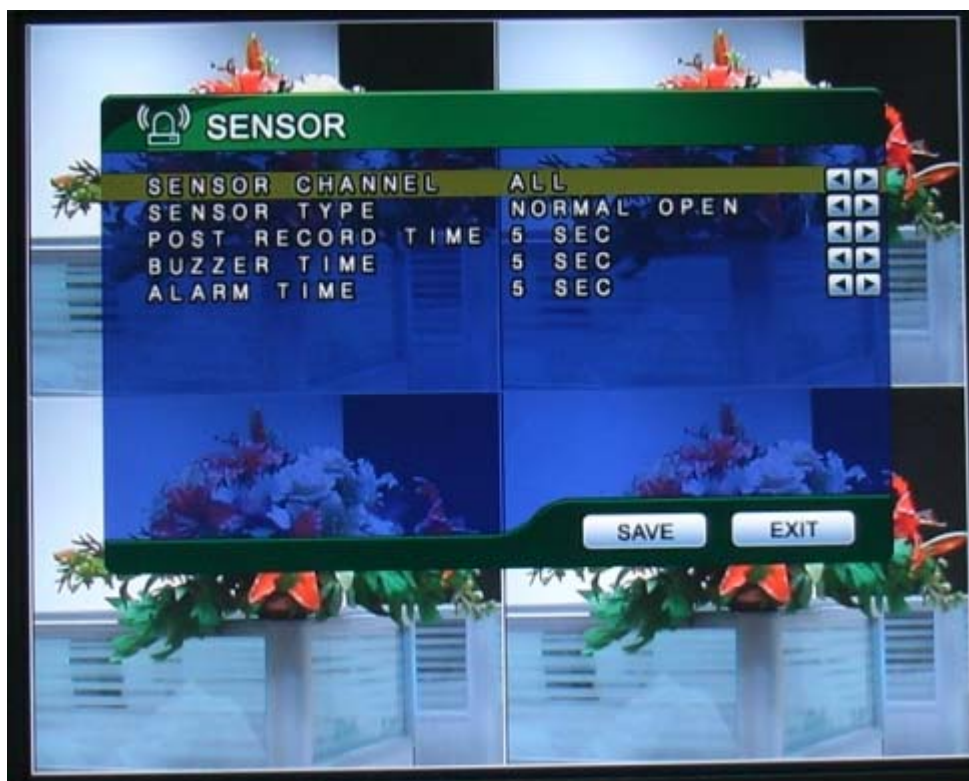 SENSOR
SENSOR CHANNEL ALL
SENSOR TYPE NORMAL OPEN
POST RECORD TIME 5 SEC
BUZZER TIME 5 SEC
ALARM TIME 5 SEC
SAVE EXIT